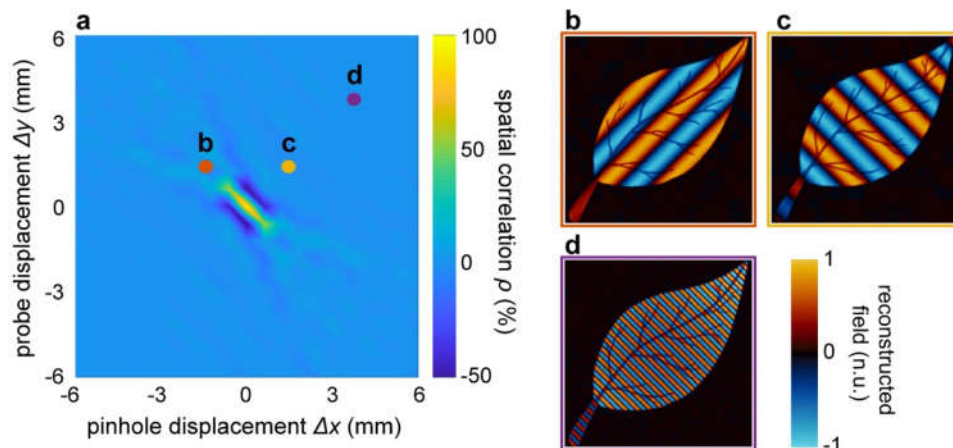 a
6
3
0
-3
-6
-6
-3
0
3
6
probe displacement Δy (mm)
pinhole displacement Δx (mm)
b
c
d
100
50
0
-50
spatial correlation ρ (%)
b
c
d
1
0
-1
reconstructed
field (n.u.)